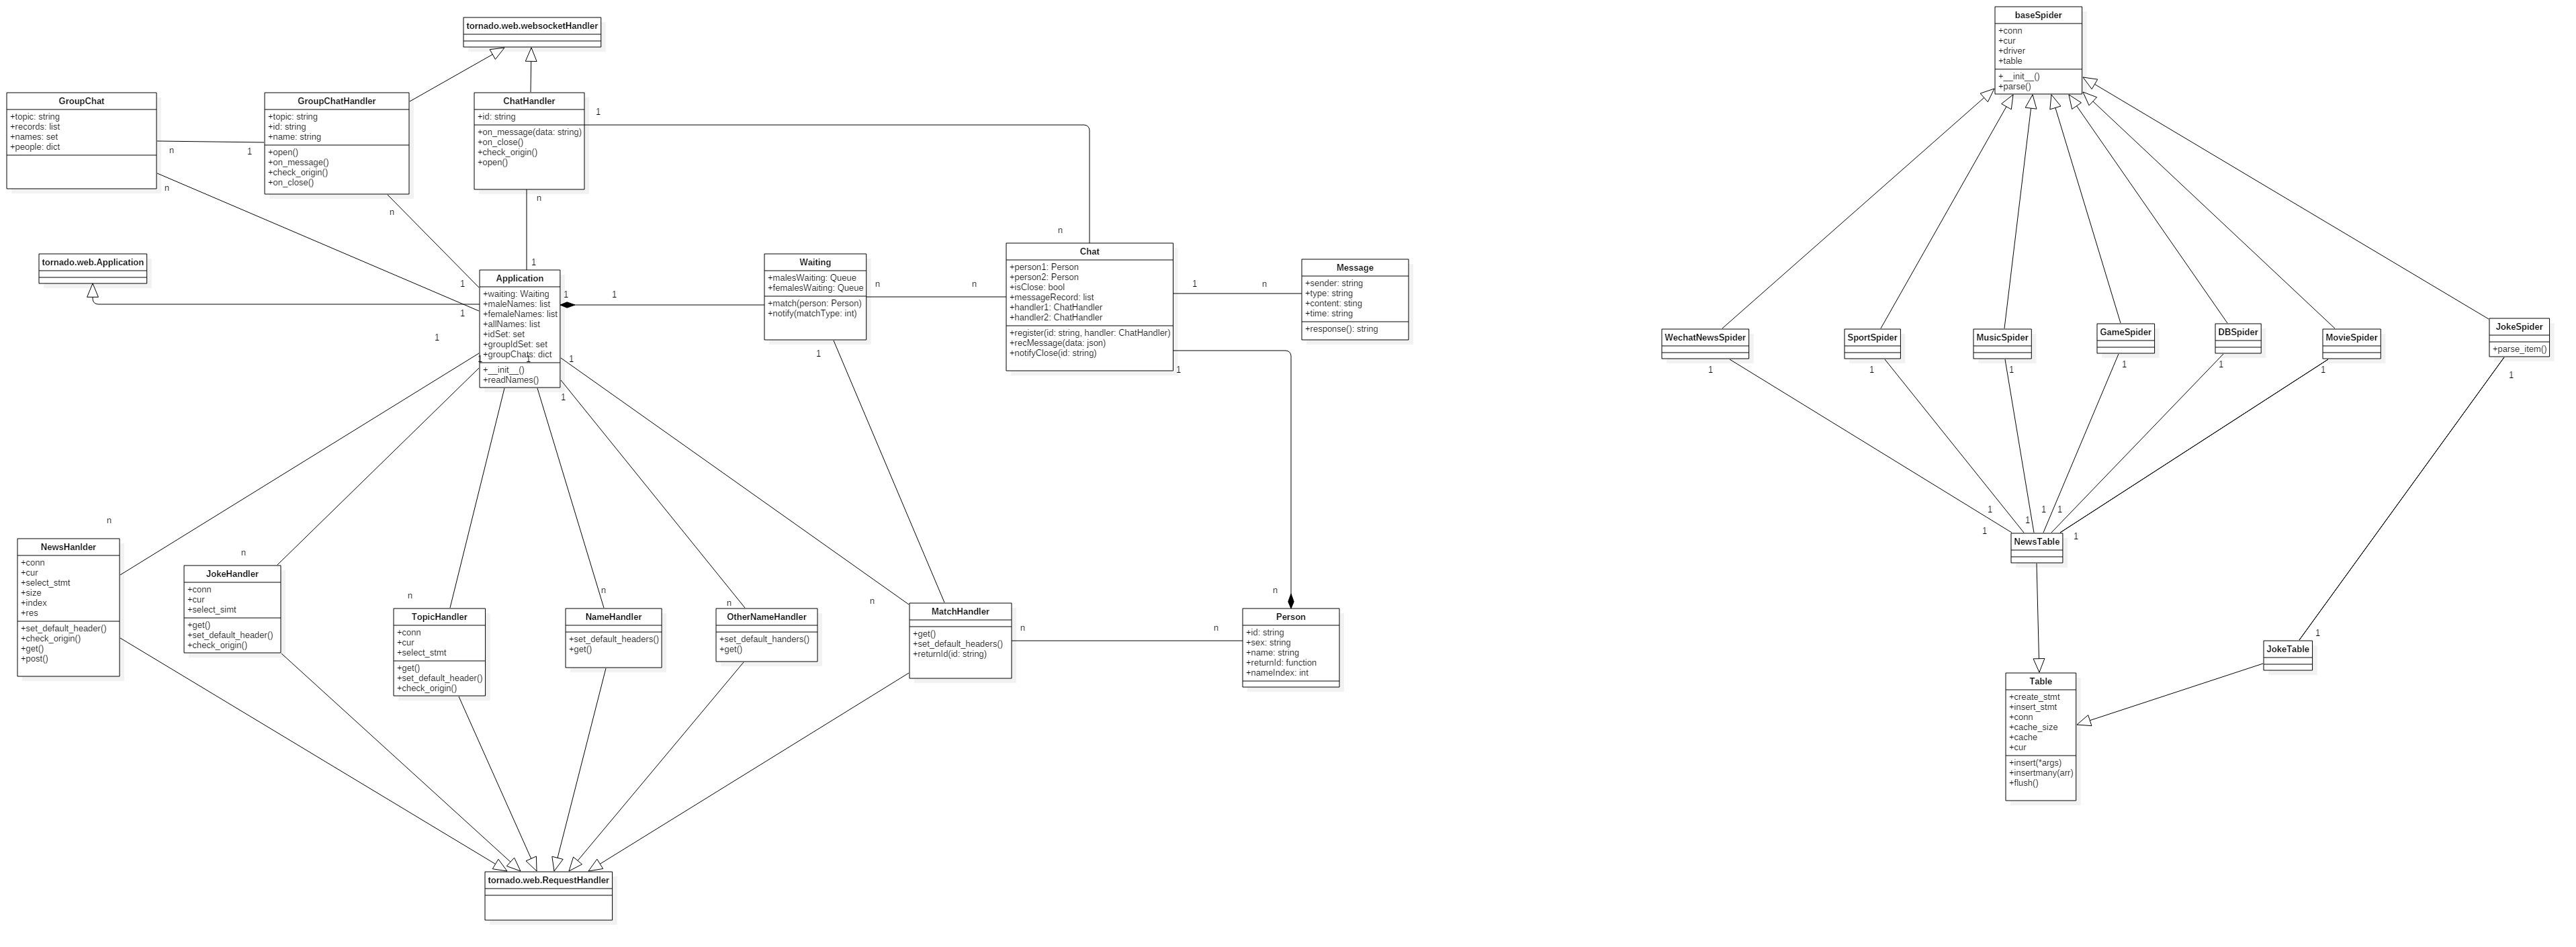 tornado.web.websocketHandler
GroupChat
+topic: string
+records: list
+names: set
+people: dict
GroupChatHandler
+topic: string
+id: string
+name: string
+open()
+on_message()
+check_origin()
+on_close()
ChatHandler
+id: string
+on_message(data: string)
+on_close()
+check_origin()
+open()
1
n
1
n
n
n
n
n
1
tornado.web.Application
Application
+waiting: Waiting
+maleNames: list
+femaleNames: list
+allNames: list
+idSet: set
+groupIdSet: set
+groupChats: dict
+__init__()
+readNames()
1
1
1
1
1
1
1
1
1
Waiting
+malesWaiting: Queue
+femalesWaiting: Queue
+match(person: Person)
+notify(matchType: int)
n
n
1
Chat
+person1: Person
+person2: Person
+isClose: bool
+messageRecord: list
+handler1: ChatHandler
+handler2: ChatHandler
+register(id: string, handler: ChatHandler)
+recMessage(data: json)
+notifyClose(id: string)
1
n
1
Message
+sender: string
+type: string
+content: sting
+time: string
+response(): string
n
NewsHanlder
+conn
+cur
+select_stmt
+size
+index
+res
+set_default_header()
+check_origin()
+get()
+post()
n
JokeHandler
+conn
+cur
+select_simt
+get()
+set_default_header()
+check_origin()
n
TopicHandler
+conn
+cur
+select_stmt
+get()
+set_default_header()
+check_origin()
n
NameHandler
+set_default_headers()
+get()
n
OtherNameHandler
+set_default_handers()
+get()
n
MatchHandler
+get()
+set_default_headers()
+returnId(id: string)
n
n
n
Person
+id: string
+sex: string
+name: string
+returnId: function
+nameIndex: int
tornado.web.RequestHandler
baseSpider
+conn
+cur
+driver
+table
+__init__()
+parse()
WechatNewsSpider
SportSpider
MusicSpider
GameSpider
DBSpider
MovieSpider
JokeSpider
+parse_item()
1
1
1
1
1
1
1
1
1
1
1
1
1
NewsTable
1
JokeTable
Table
+create_stmt
+insert_stmt
+conn
+cache_size
+cache
+cur
+insert(*args)
+insertmany(arr)
+flush()